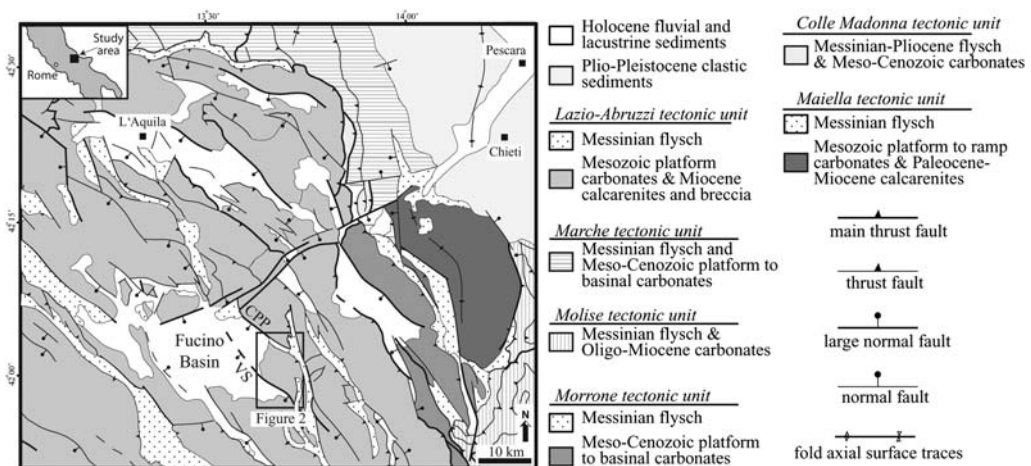 13°30'
14°00'
Study
area
Rome
Pescara
42°30'
L'Aquila
Chieti
42°15'
CPP
Fucino
Basin
VS
42°00'
Figure 2
N
10 km
Holocene fluvial and
lacustrine sediments
Plio-Pleistocene clastic
sediments
Lazio-Abruzzi tectonic unit
Messinian flysch
Mesozoic platform
carbonates & Miocene
calcarenites and breccia
Marche tectonic unit
Messinian flysch and
Meso-Cenozoic platform to
basinal carbonates
Molise tectonic unit
Messinian flysch &
Oligo-Miocene carbonates
Morrone tectonic unit
Messinian flysch
Meso-Cenozoic platform
to basinal carbonates
Colle Madonna tectonic unit
Messinian-Pliocene flysch
& Meso-Cenozoic carbonates
Maiella tectonic unit
Messinian flysch
Mesozoic platform to ramp
carbonates & Paleocene-
Miocene calcarenites
main thrust fault
thrust fault
large normal fault
normal fault
fold axial surface traces